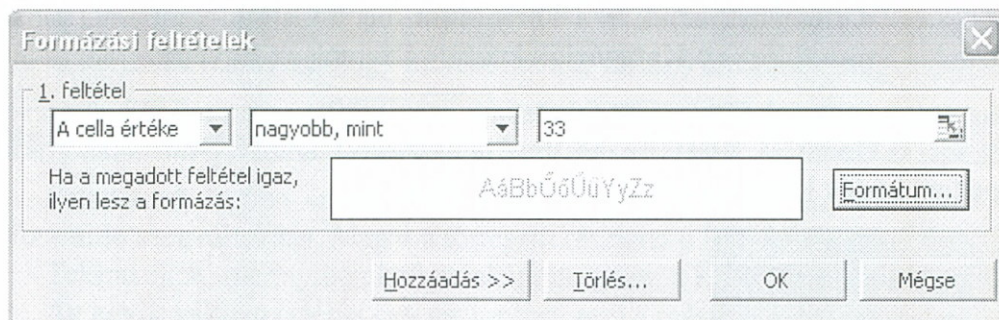 Formázási feltételek
1. feltétel
A cella értéke nagyobb, mint 33
Ha a megadott feltétel igaz,
ilyen lesz a formázás:
AáBbŐőŰűYyZz
Formátum...
Hozzáadás >> Törlés... OK Mégse